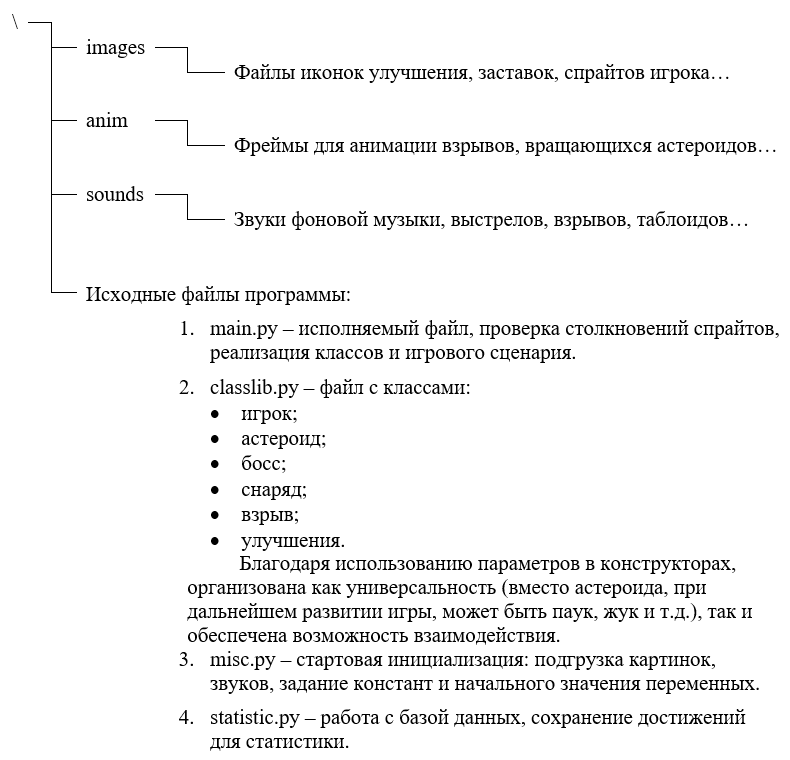 \
images
Файлы иконок улучшения, заставок, спрайтов игрока…
anim
Фреймы для анимации взрывов, вращающихся астероидов…
sounds
Звуки фоновой музыки, выстрелов, взрывов, таблоидов…
Исходные файлы программы:
1. main.py – исполняемый файл, проверка столкновений спрайтов,
реализация классов и игрового сценария.
2. classlib.py – файл с классами:
• игрок;
• астероид;
• босс;
• снаряд;
• взрыв;
• улучшения.
Благодаря использованию параметров в конструкторах,
организована как универсальность (вместо астероида, при
дальнейшем развитии игры, может быть паук, жук и т.д.), так и
обеспечена возможность взаимодействия.
3. misc.py – стартовая инициализация: подгрузка картинок,
звуков, задание констант и начального значения переменных.
4. statistic.py – работа с базой данных, сохранение достижений
для статистики.